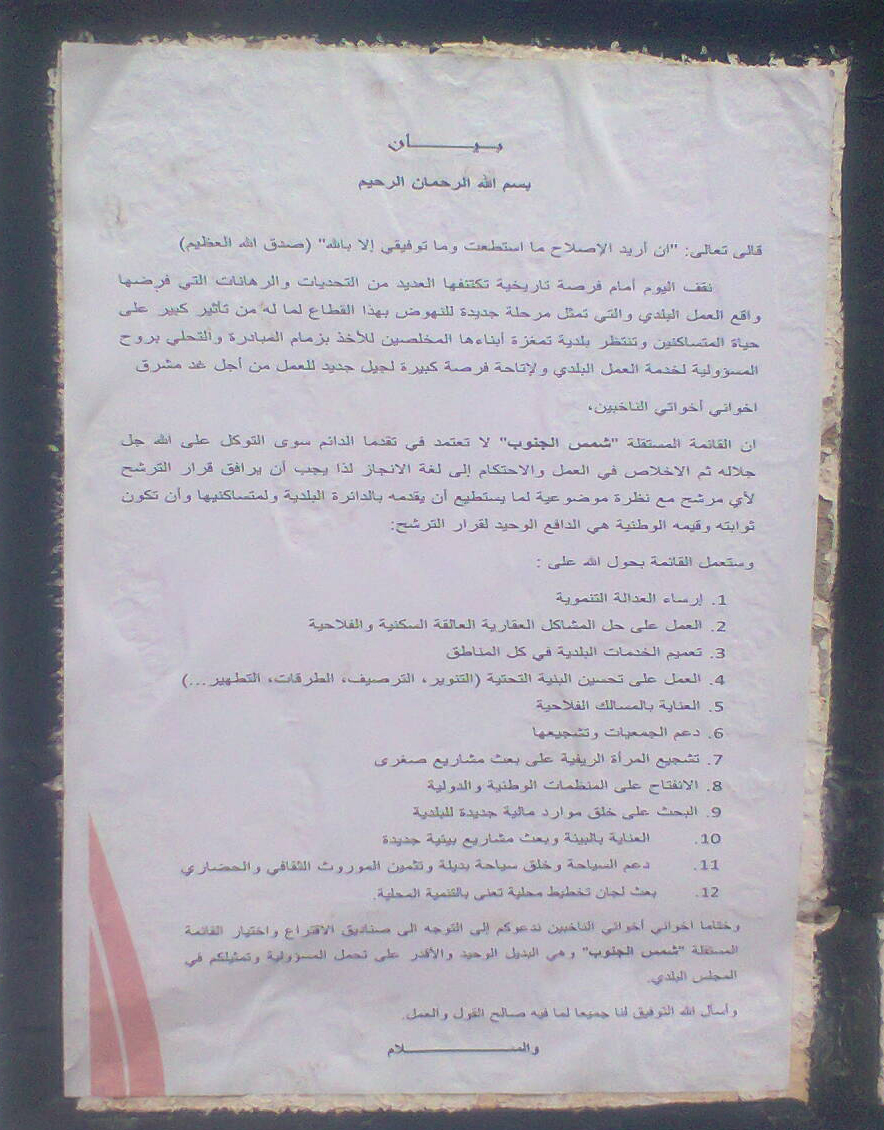 بيـــــــان
بسم الله الرحمان الرحيم
قالى تعالى: "ان أريد الإصلاح ما استطعت وما توفيقي إلا بالله" (صدق الله العظيم)
نقف اليوم أمام فرصة تاريخية تكتنفها العديد من التحديات والرهانات التي فرضها
واقع العمل البلدي والتي تمثل مرحلة جديدة للنهوض بهذا القطاع لما له من تأثير كبير على
حياة المتساكنين وتنتظر بلدية تمغزة أبناءها المخلصين للأخذ بزمام المبادرة والتحلي بروح
المسؤولية لخدمة العمل البلدي ولإتاحة فرصة كبيرة لجيل جديد للعمل من أجل غد مشرق
اخواني أخواتي الناخبين،
ان القائمة المستقلة "شمس الجنوب" لا تعتمد في تقدما الدائم سوى التوكل على الله جل
جلاله ثم الاخلاص في العمل والاحتكام إلى لغة الانجاز لذا يجب أن يرافق قرار الترشح
لأي مرشح مع نظرة موضوعية لما يستطيع أن يقدمه بالدائرة البلدية ولمتساكنيها وأن تكون
ثوابته وقيمه الوطنية هي الدافع الوحيد لقرار الترشح:
وستعمل القائمة بحول الله على :
1. إرساء العدالة التنموية
2. العمل على حل المشاكل العقارية العالقة السكنية والفلاحية
3. تعميم الخدمات البلدية في كل المناطق
4. العمل على تحسين البنية التحتية (التنوير، الترصيف، الطرقات، التطهير...)
5. العناية بالمسالك الفلاحية
6. دعم الجمعيات وتشجيعها
7. تشجيع المرأة الريفية على بعث مشاريع صغرى
8. الانفتاح على المنظمات الوطنية والدولية
9. البحث على خلق موارد مالية جديدة للبلدية
10. العناية بالبيئة وبعث مشاريع بيئية جديدة
11. دعم السياحة وخلق سياحة بديلة وتثمين الموروث الثقافي والحضاري
12. بعث لجان تخطيط محلية تعنى بالتنمية المحلية.
وختاما اخواني أخواتي الناخبين ندعوكم إلى التوجه الى صناديق الاقتراع واختيار القائمة
المستقلة "شمس الجنوب" وهي البديل الوحيد والأقدر على تحمل المسؤولية وتمثيلكم في
المجلس البلدي.
وأسأل الله التوفيق لنا جميعا لما فيه صالح القول والعمل.
والســـــــــلام